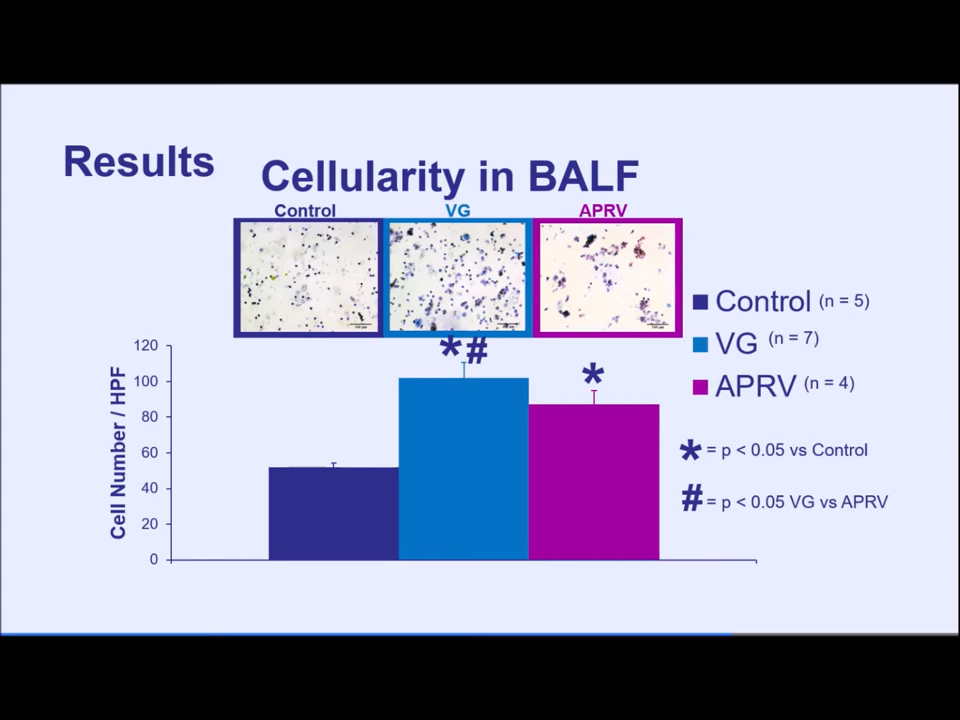 Results
Cellularity in BALF
Control VG APRV
Control (n = 5)
VG (n = 7)
APRV (n = 4)
* = p < 0.05 vs Control
# = p < 0.05 VG vs APRV
*#
*
Cell Number / HPF
120
100
80
60
40
20
0